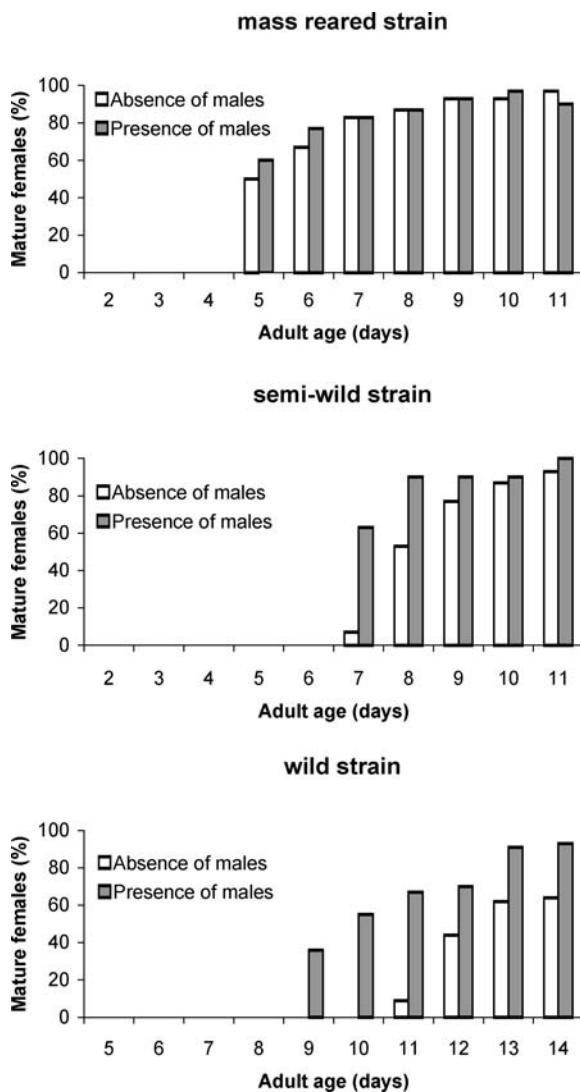 mass reared strain
100
80
60
40
20
0
Mature females (%)
Absence of males
Presence of males
2 3 4 5 6 7 8 9 10 11
Adult age (days)
semi-wild strain
100
80
60
40
20
0
Mature females (%)
Absence of males
Presence of males
2 3 4 5 6 7 8 9 10 11
Adult age (days)
wild strain
100
80
60
40
20
0
Mature females (%)
Absence of males
Presence of males
5 6 7 8 9 10 11 12 13 14
Adult age (days)